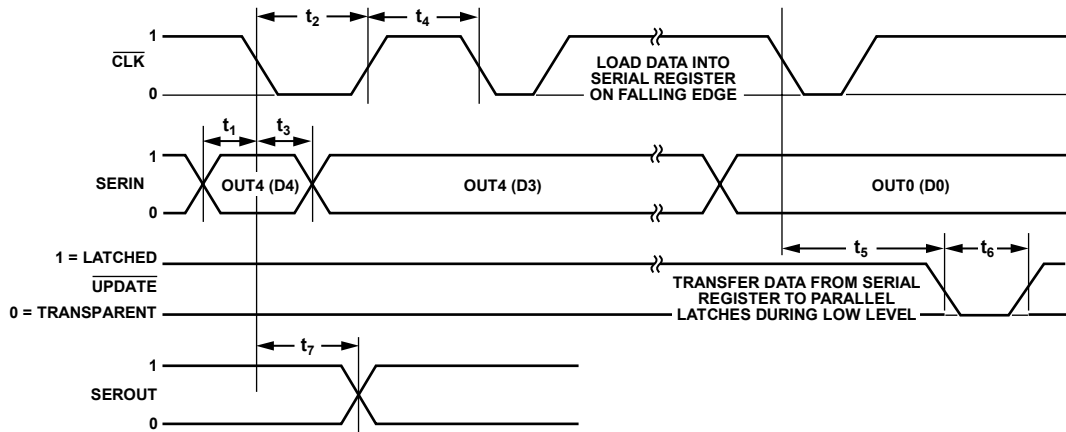 t2
t4
1
CLK
0
LOAD DATA INTO
SERIAL REGISTER
ON FALLING EDGE
t1
t3
1
SERIN
0
OUT4 (D4)
OUT4 (D3)
OUT0 (D0)
1 = LATCHED
UPDATE
0 = TRANSPARENT
t5
t6
TRANSFER DATA FROM SERIAL
REGISTER TO PARALLEL
LATCHES DURING LOW LEVEL
t7
1
SEROUT
0